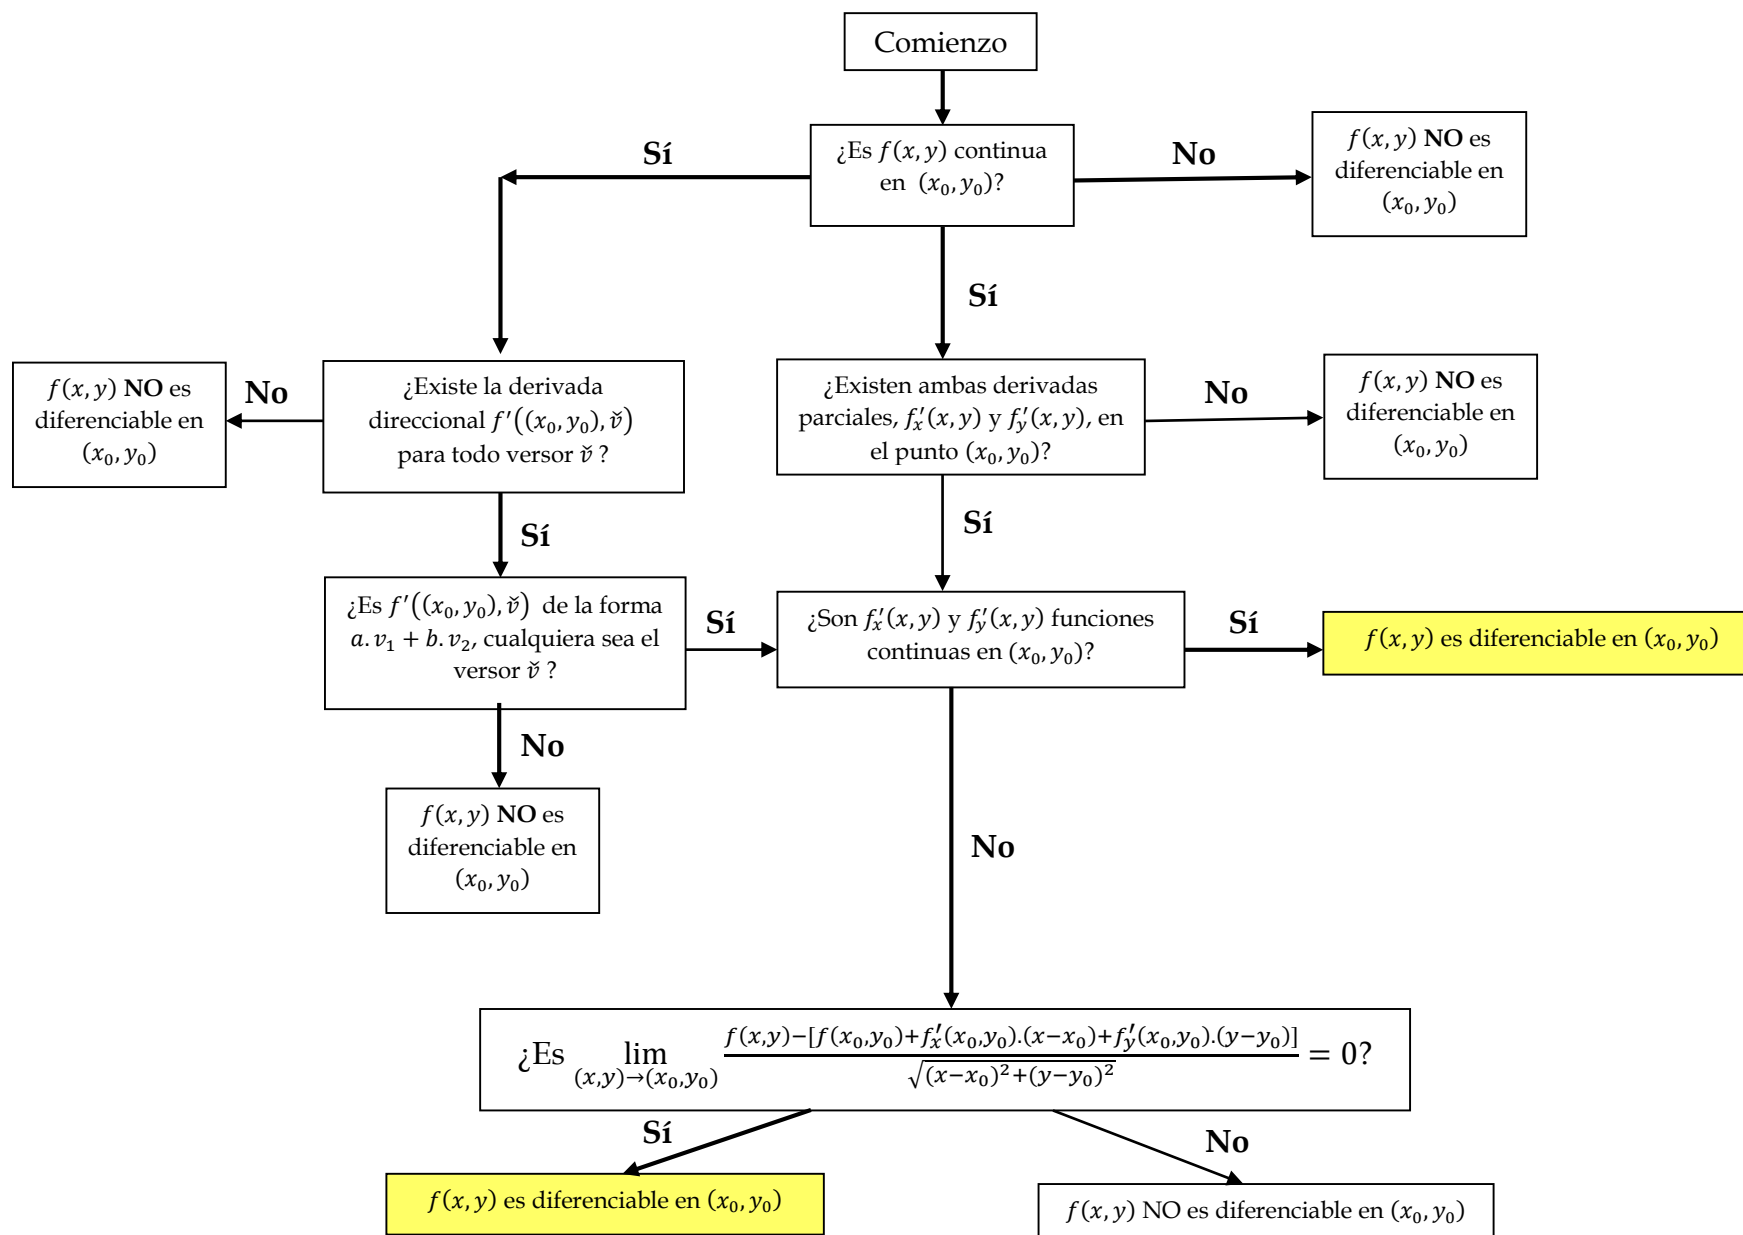 Comienzo
¿Es f(x, y) continua
en (x₀, y₀)?
Sí
No
f(x, y) NO es
diferenciable en
(x₀, y₀)
Sí
f(x, y) NO es
diferenciable en
(x₀, y₀)
No
¿Existe la derivada
direccional f′((x₀, y₀), v̌)
para todo versor v̌ ?
¿Existen ambas derivadas
parciales, f′ₓ(x, y) y f′ᵧ(x, y), en
el punto (x₀, y₀)?
No
f(x, y) NO es
diferenciable en
(x₀, y₀)
Sí
Sí
¿Es f′((x₀, y₀), v̌) de la forma
a. v₁ + b. v₂, cualquiera sea el
versor v̌ ?
Sí
¿Son f′ₓ(x, y) y f′ᵧ(x, y) funciones
continuas en (x₀, y₀)?
Sí
f(x, y) es diferenciable en (x₀, y₀)
No
f(x, y) NO es
diferenciable en
(x₀, y₀)
No
¿Es lim (x,y)→(x₀,y₀) f(x,y)−[f(x₀,y₀)+f′ₓ(x₀,y₀).(x−x₀)+f′ᵧ(x₀,y₀).(y−y₀)] / √(x−x₀)²+(y−y₀)² = 0?
Sí
No
f(x, y) es diferenciable en (x₀, y₀)
f(x, y) NO es diferenciable en (x₀, y₀)